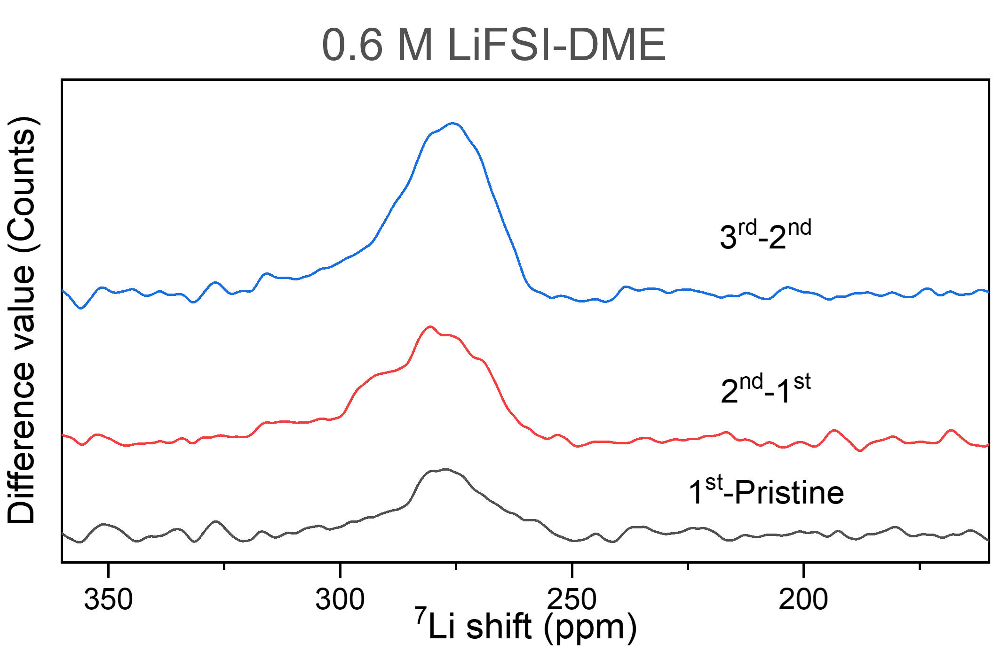 0.6 M LiFSI-DME
Difference value (Counts)
3rd-2nd
2nd-1st
1st-Pristine
350 300 250 200
7Li shift (ppm)